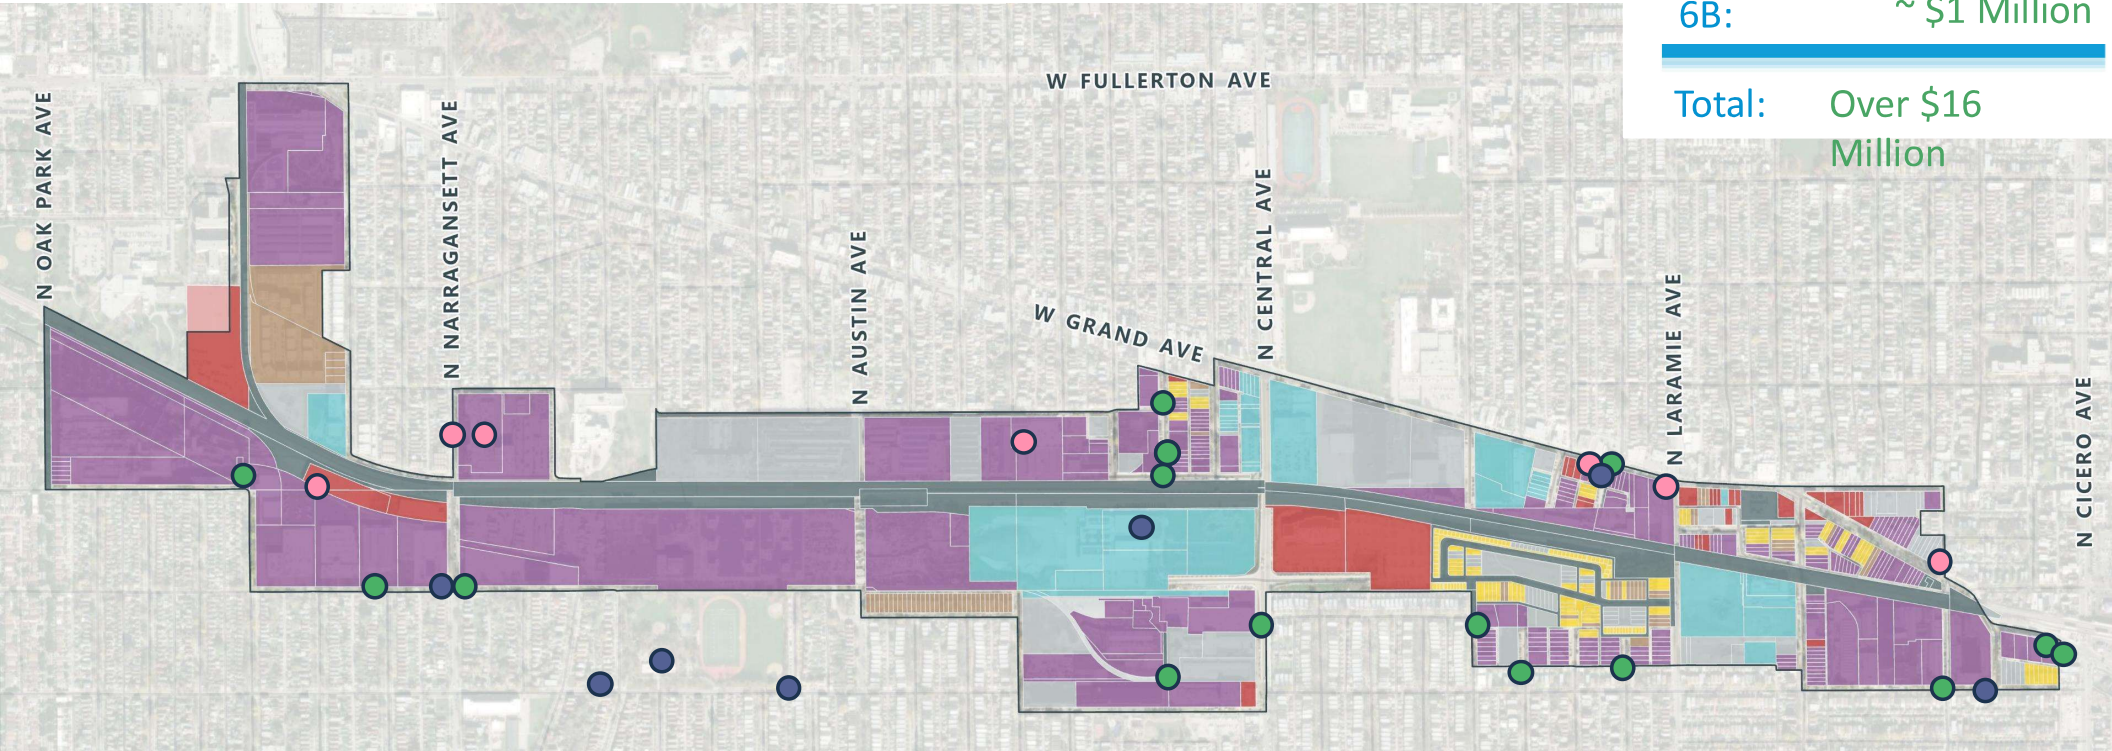 6B: ~ $1 Million
Total: Over $16
Million
W FULLERTON AVE
N OAK PARK AVE
N NARRAGANSETT AVE
N AUSTIN AVE
W GRAND AVE
N CENTRAL AVE
N LARAMIE AVE
N CICERO AVE